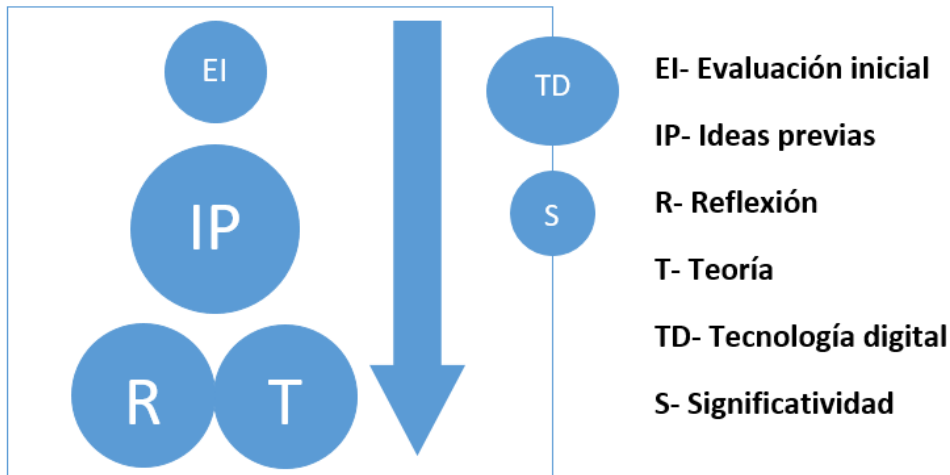 EI
IP
R T
TD
S
EI- Evaluación inicial
IP- Ideas previas
R- Reflexión
T- Teoría
TD- Tecnología digital
S- Significatividad